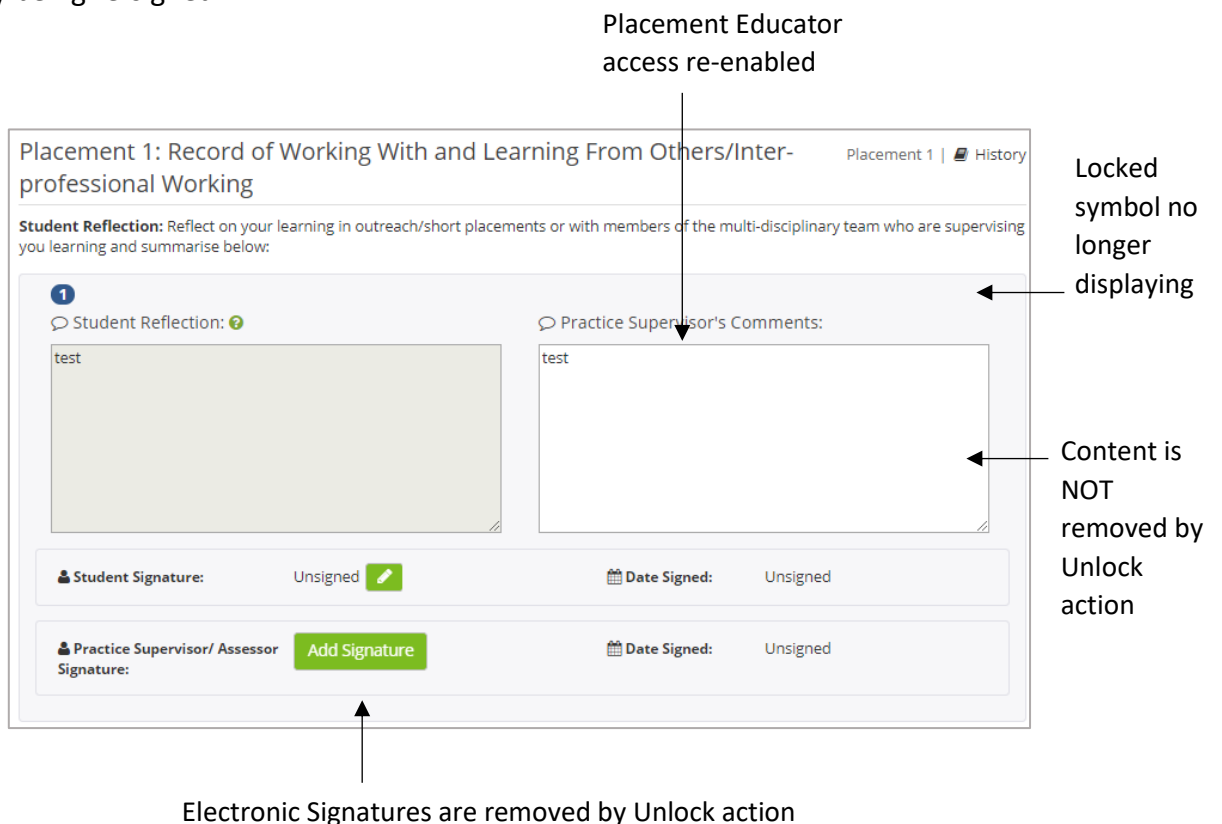 Placement Educator
access re-enabled
Placement 1: Record of Working With and Learning From Others/Inter-
professional Working
Placement 1 | History
Student Reflection: Reflect on your learning in outreach/short placements or with members of the multi-disciplinary team who are supervising
you learning and summarise below:
Locked
symbol no
longer
displaying
1
Student Reflection:
Practice Supervisor's Comments:
test
test
Content is
NOT
removed by
Unlock
action
Student Signature: Unsigned
Date Signed: Unsigned
Practice Supervisor/ Assessor
Signature:
Add Signature
Date Signed: Unsigned
Electronic Signatures are removed by Unlock action